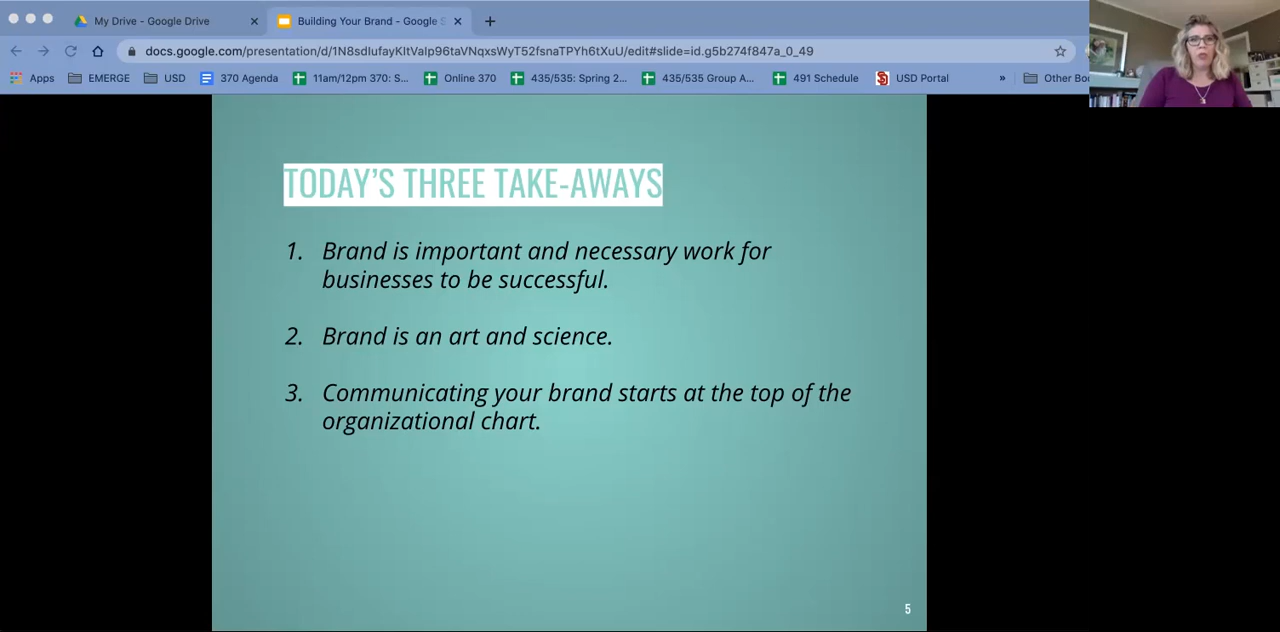 My Drive - Google Drive
Building Your Brand - Google S
docs.google.com/presentation/d/1N8sdIufayKItValp96taVNqxsWyT52fsnaTPYh6tXuU/edit#slide=id.g5b274f847a_0_49
Apps EMERGE USD 370 Agenda 11am/12pm 370: S... Online 370 435/535: Spring 2... 435/535 Group A... 491 Schedule USD Portal » Other Boo
TODAY'S THREE TAKE-AWAYS
1. Brand is important and necessary work for
businesses to be successful.
2. Brand is an art and science.
3. Communicating your brand starts at the top of the
organizational chart.
5